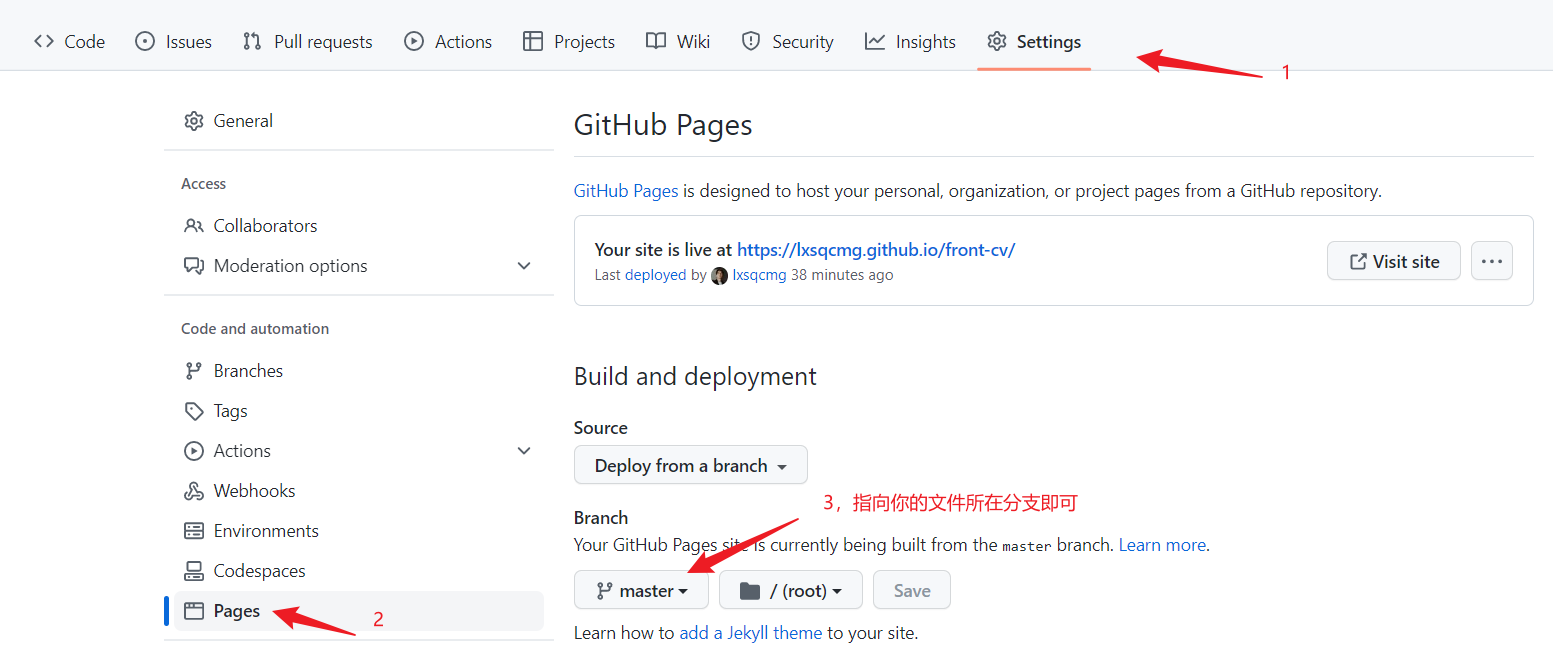 Code Issues Pull requests Actions Projects Wiki Security Insights Settings
1
General
Access
Collaborators
Moderation options
Code and automation
Branches
Tags
Actions
Webhooks
Environments
Codespaces
Pages
2
GitHub Pages
GitHub Pages is designed to host your personal, organization, or project pages from a GitHub repository.
Your site is live at https://lxsqcmg.github.io/front-cv/
Last deployed by lxsqcmg 38 minutes ago
Visit site
Build and deployment
Source
Deploy from a branch
3，指向你的文件所在分支即可
Branch
Your GitHub Pages site is currently being built from the master branch. Learn more.
master / (root) Save
Learn how to add a Jekyll theme to your site.